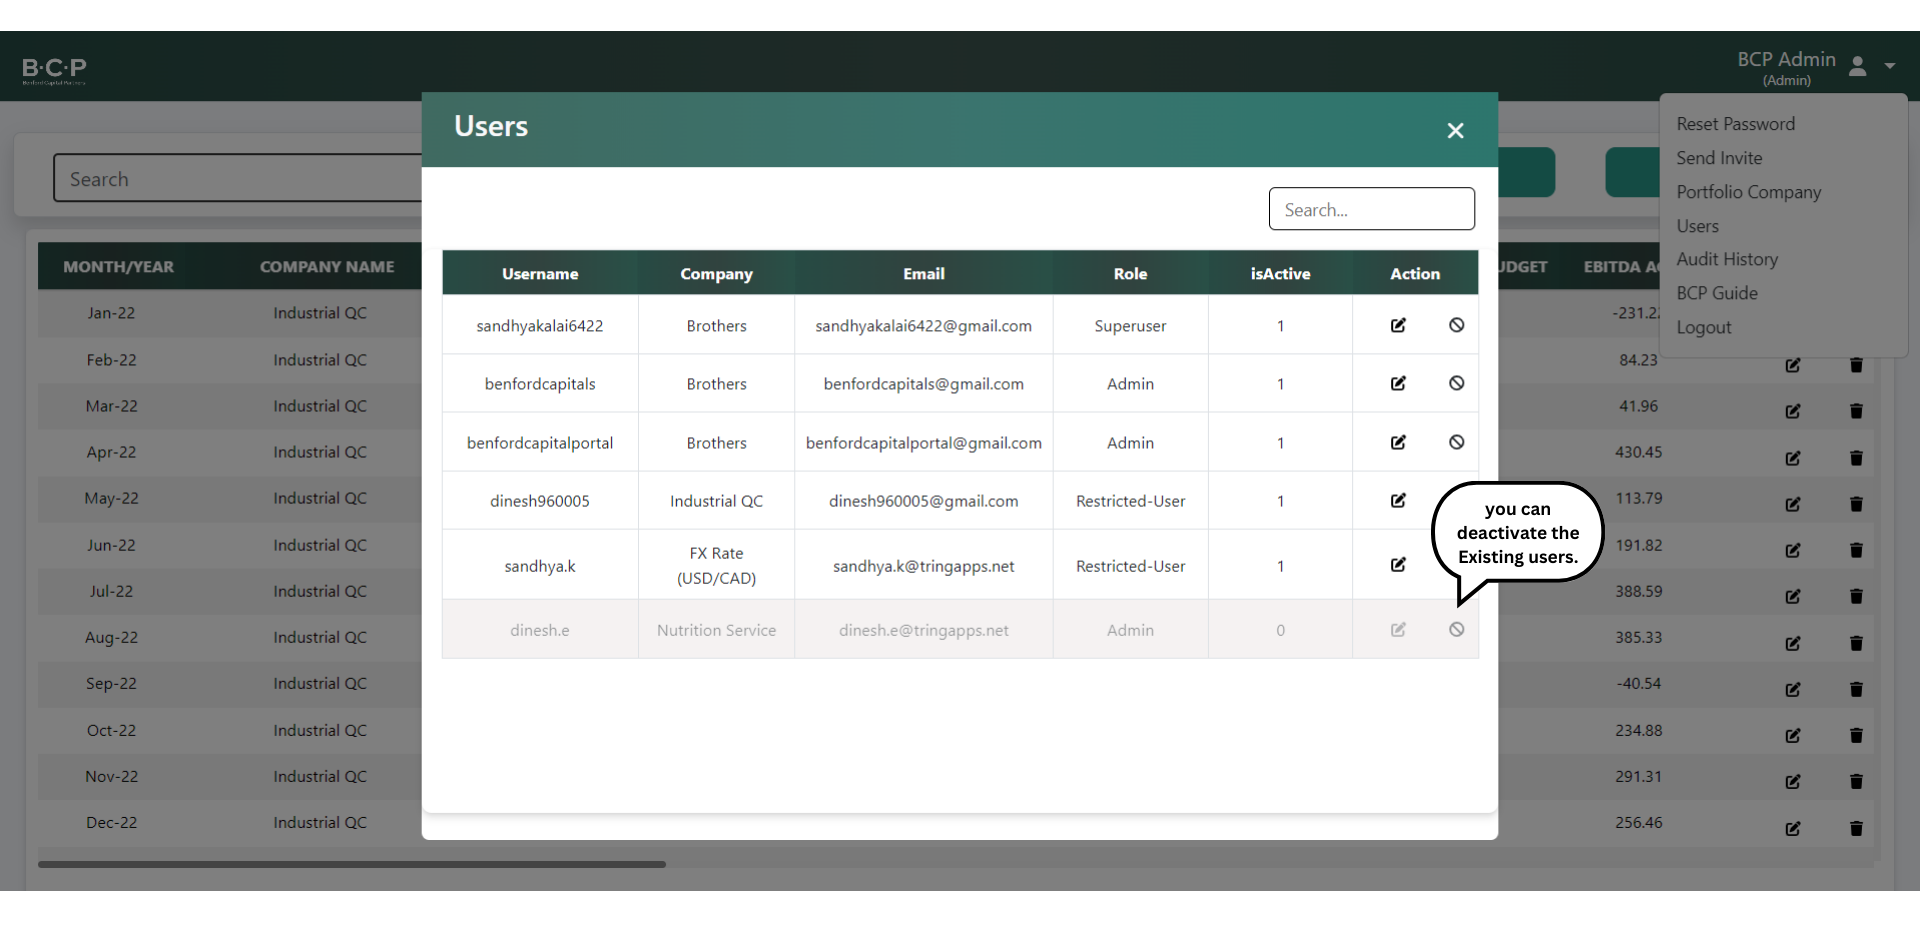 B·C·P
Benford Capital Partners
BCP Admin
(Admin)
Reset Password
Send Invite
Portfolio Company
Users
Audit History
BCP Guide
Logout
Search
Users
Search...
Username Company Email Role isActive Action
sandhyakalai6422 Brothers sandhyakalai6422@gmail.com Superuser 1
benfordcapitals Brothers benfordcapitals@gmail.com Admin 1
benfordcapitalportal Brothers benfordcapitalportal@gmail.com Admin 1
dinesh960005 Industrial QC dinesh960005@gmail.com Restricted-User 1
sandhya.k FX Rate (USD/CAD) sandhya.k@tringapps.net Restricted-User 1
dinesh.e Nutrition Service dinesh.e@tringapps.net Admin 0
you can
deactivate the
Existing users.
MONTH/YEAR COMPANY NAME EBITDA
Jan-22 Industrial QC
Feb-22 Industrial QC 84.23
Mar-22 Industrial QC 41.96
Apr-22 Industrial QC 430.45
May-22 Industrial QC 113.79
Jun-22 Industrial QC 191.82
Jul-22 Industrial QC 388.59
Aug-22 Industrial QC 385.33
Sep-22 Industrial QC -40.54
Oct-22 Industrial QC 234.88
Nov-22 Industrial QC 291.31
Dec-22 Industrial QC 256.46